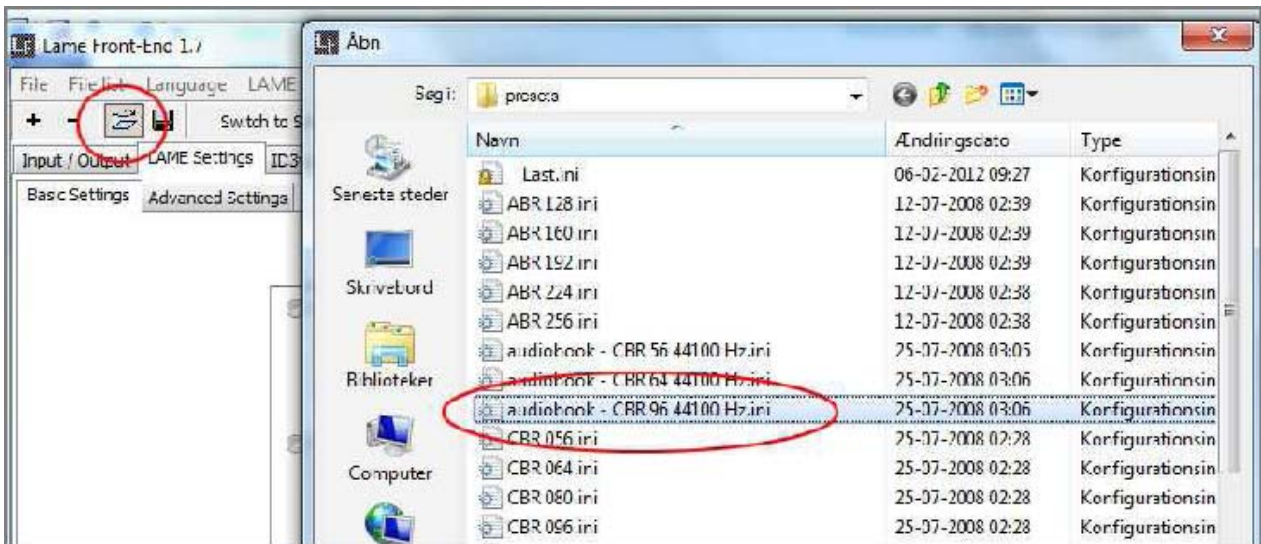 Lame Front-End 1.7
File File list Language LAME
Switch to S
Input / Output LAME Settings ID3
Basic Settings Advanced Settings
Åbn
Søg i: presets
Navn Ændringsdato Type
Last.ini 06-02-2012 09:27 Konfigurationsin
ABR 128.ini 12-07-2008 02:39 Konfigurationsin
ABR 160.ini 12-07-2008 02:39 Konfigurationsin
ABR 192.ini 12-07-2008 02:39 Konfigurationsin
ABR 224.ini 12-07-2008 02:38 Konfigurationsin
ABR 256.ini 12-07-2008 02:38 Konfigurationsin
audiobook - CBR 56 44100 Hz.ini 25-07-2008 03:05 Konfigurationsin
audiobook - CBR 64 44100 Hz.ini 25-07-2008 03:06 Konfigurationsin
audiobook - CBR 96 44100 Hz.ini 25-07-2008 03:06 Konfigurationsin
CBR 056.ini 25-07-2008 02:28 Konfigurationsin
CBR 064.ini 25-07-2008 02:28 Konfigurationsin
CBR 080.ini 25-07-2008 02:28 Konfigurationsin
CBR 096.ini 25-07-2008 02:28 Konfigurationsin
Seneste steder
Skrivebord
Biblioteker
Computer